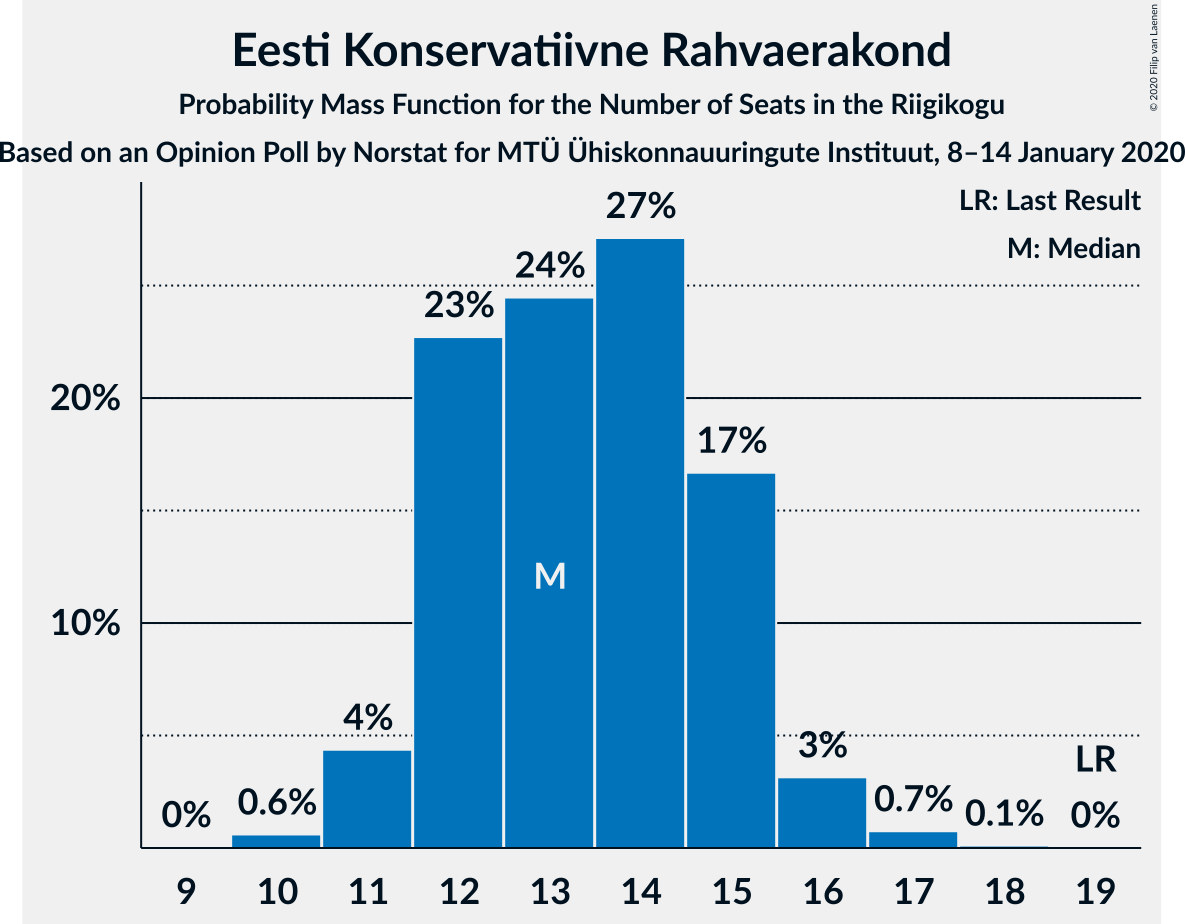 Eesti Konservatiivne Rahvaerakond
Probability Mass Function for the Number of Seats in the Riigikogu
Based on an Opinion Poll by Norstat for MTÜ Ühiskonnauuringute Instituut, 8–14 January 2020
© 2020 Filip van Laenen
LR: Last Result
M: Median
27%
24%
23%
20%
17%
M
10%
4%
3%
LR
0%
0.6%
0.7%
0.1%
0%
9 10 11 12 13 14 15 16 17 18 19